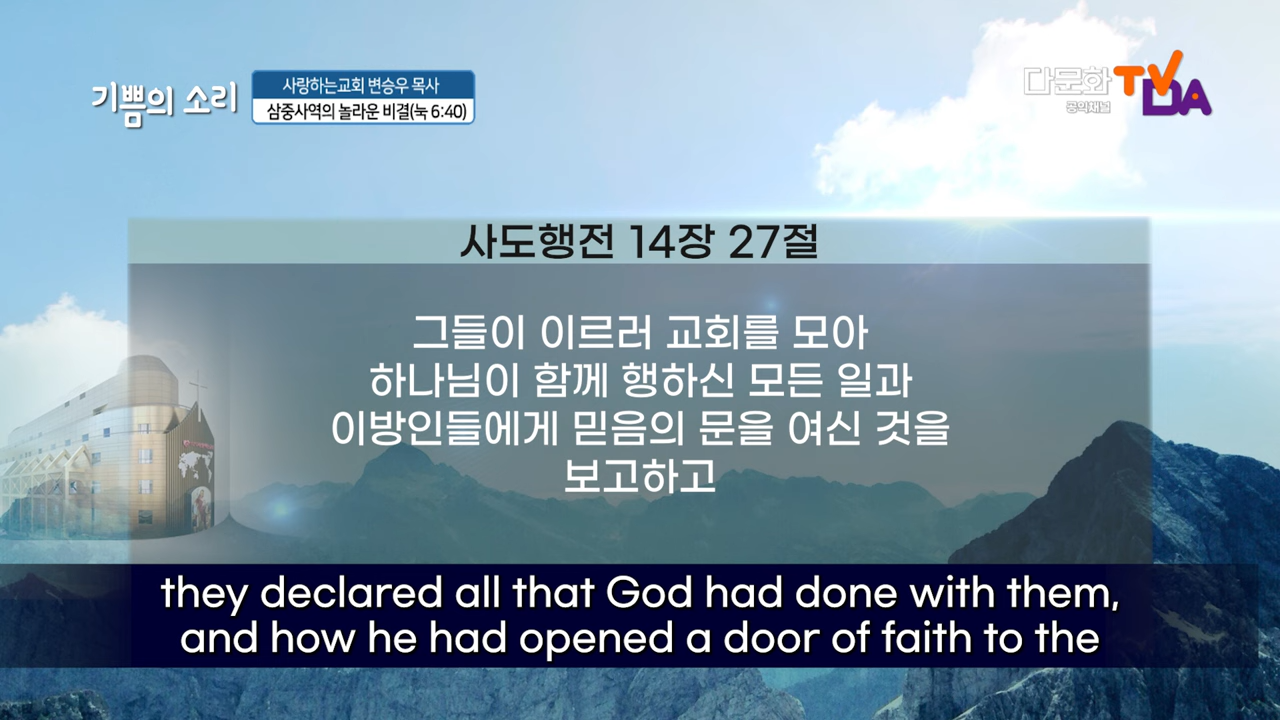 기쁨의 소리
사랑하는교회 변승우 목사
삼중사역의 놀라운 비결(눅 6:40)
다문화 TV
공익채널 DA
사도행전 14장 27절
그들이 이르러 교회를 모아
하나님이 함께 행하신 모든 일과
이방인들에게 믿음의 문을 여신 것을
보고하고
they declared all that God had done with them,
and how he had opened a door of faith to the